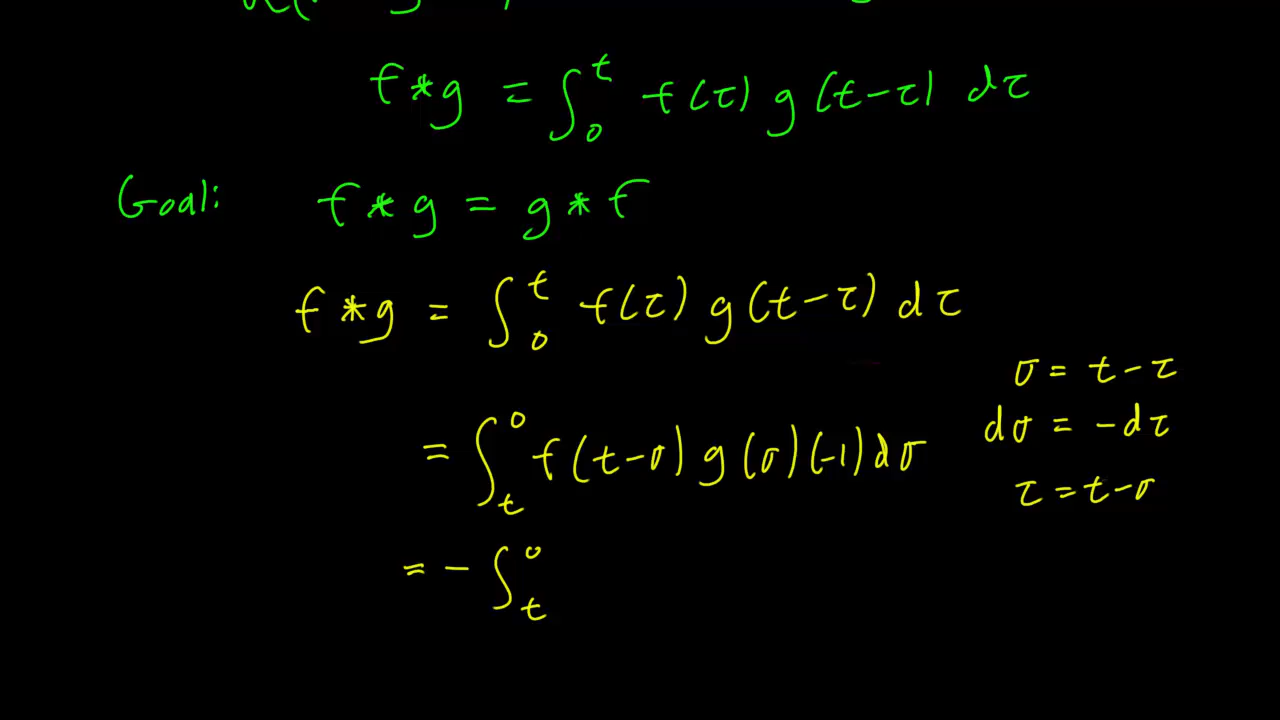 f*g = ∫₀ᵗ f(τ) g(t-τ) dτ
Goal: f*g = g*f
f*g = ∫₀ᵗ f(τ) g(t-τ) dτ
σ = t-τ
= ∫ₜ⁰ f(t-σ) g(σ)(-1)dσ
dσ = -dτ
τ = t-σ
= -∫ₜ⁰